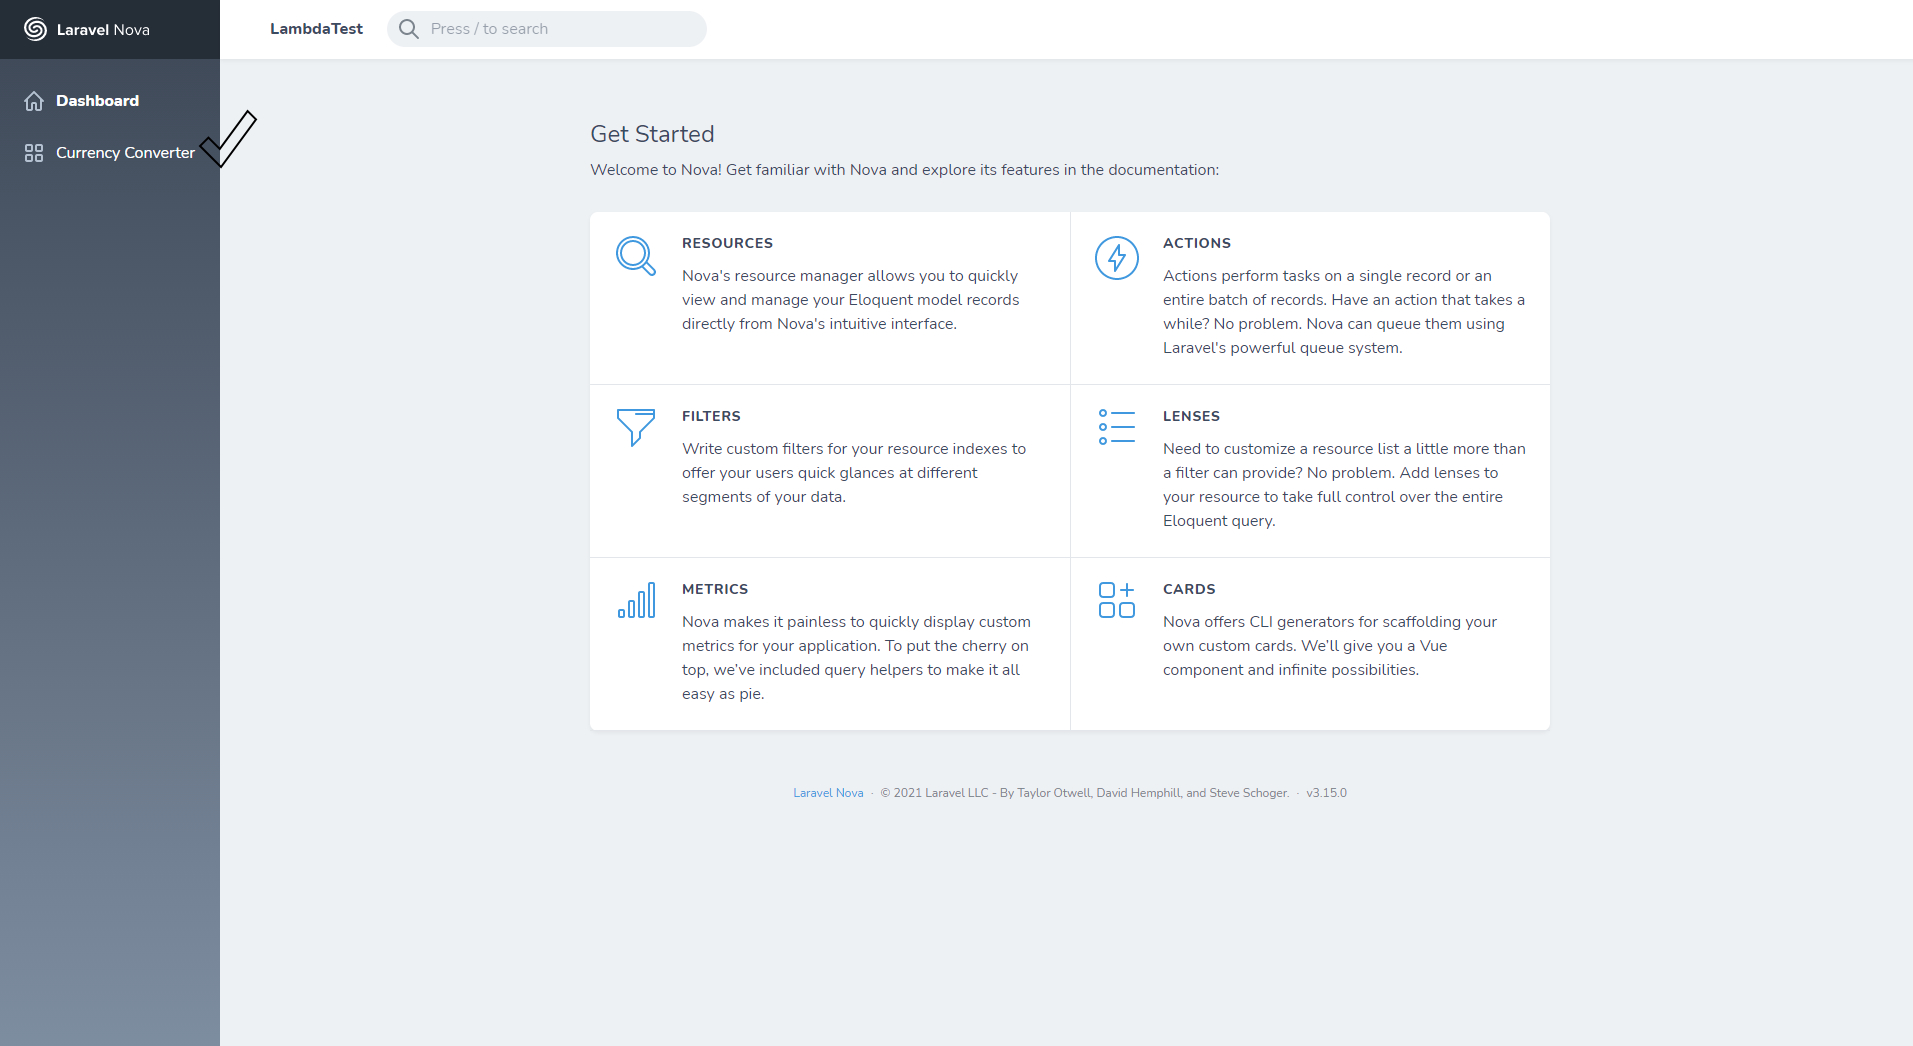 Laravel Nova
LambdaTest
Press / to search
Dashboard
Currency Converter
Get Started
Welcome to Nova! Get familiar with Nova and explore its features in the documentation:
RESOURCES
Nova's resource manager allows you to quickly
view and manage your Eloquent model records
directly from Nova's intuitive interface.
ACTIONS
Actions perform tasks on a single record or an
entire batch of records. Have an action that takes a
while? No problem. Nova can queue them using
Laravel's powerful queue system.
FILTERS
Write custom filters for your resource indexes to
offer your users quick glances at different
segments of your data.
LENSES
Need to customize a resource list a little more than
a filter can provide? No problem. Add lenses to
your resource to take full control over the entire
Eloquent query.
METRICS
Nova makes it painless to quickly display custom
metrics for your application. To put the cherry on
top, we’ve included query helpers to make it all
easy as pie.
CARDS
Nova offers CLI generators for scaffolding your
own custom cards. We’ll give you a Vue
component and infinite possibilities.
Laravel Nova · © 2021 Laravel LLC - By Taylor Otwell, David Hemphill, and Steve Schoger. · v3.15.0